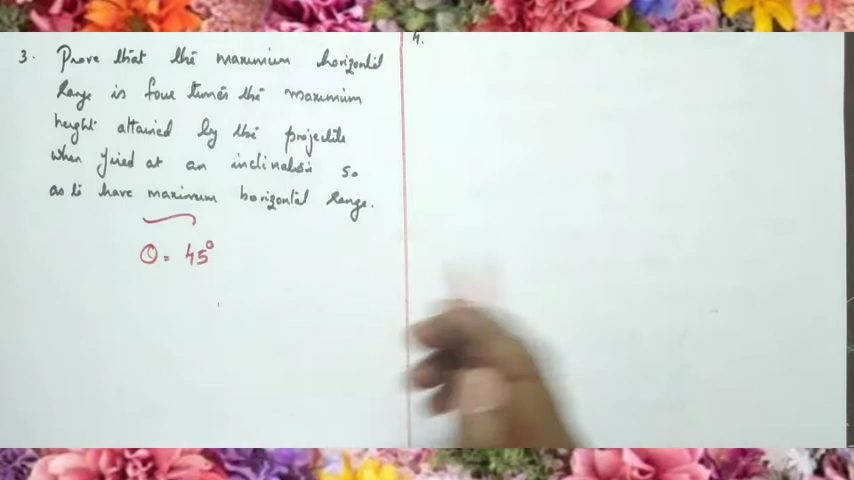 3. Prove that the maximum horizontal
Range is four times the maximum
height attained by the projectile
when fired at an inclination so
as to have maximum horizontal Range.
θ = 45°
4.